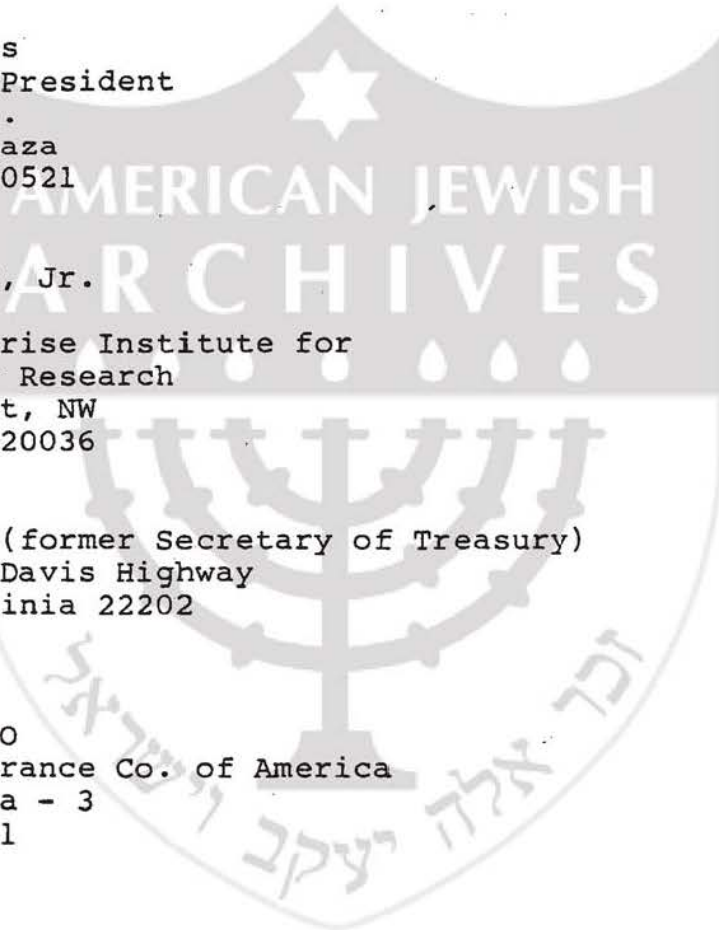 s
President
.
aza
0521
AMERICAN JEWISH
ARCHIVES
, Jr.
rise Institute for
Research
t, NW
20036
(former Secretary of Treasury)
Davis Highway
inia 22202
O
rance Co. of America
a - 3
l
זכר אלה יעקב וישראל